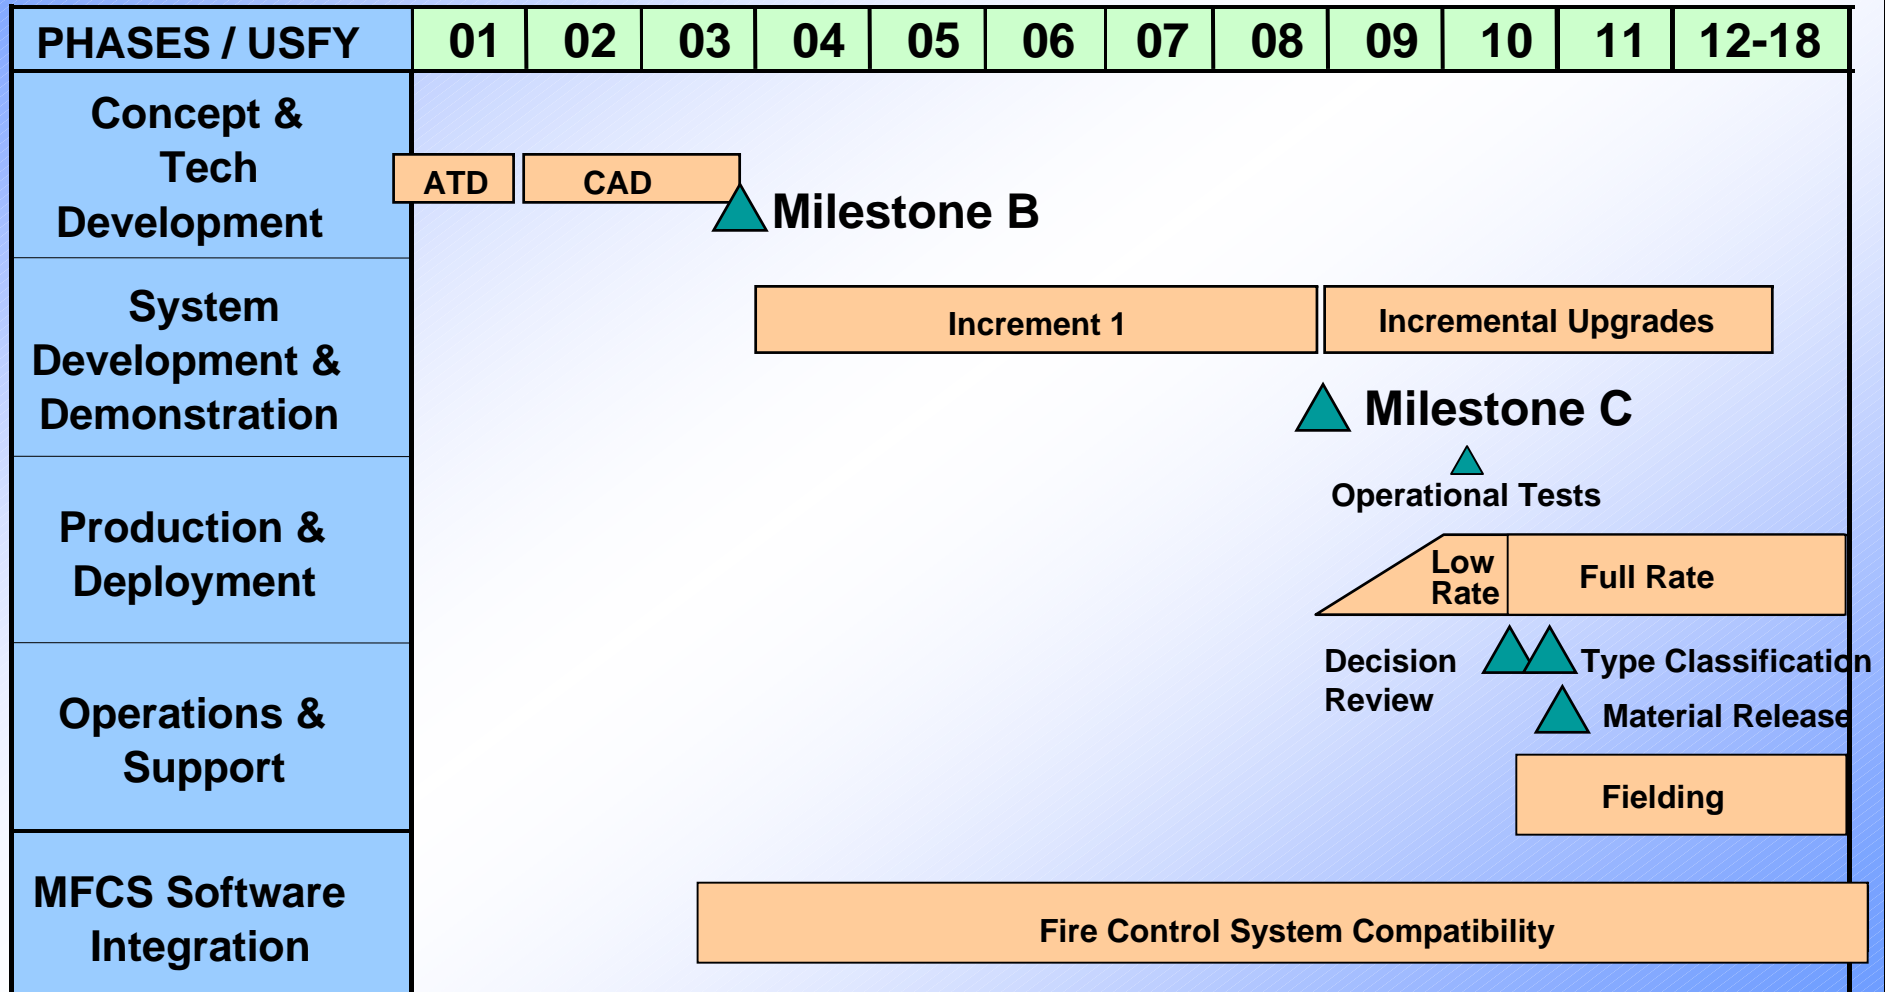 PHASES / USFY 01 02 03 04 05 06 07 08 09 10 11 12-18
Concept &
Tech
Development
ATD CAD
Milestone B
System
Development &
Demonstration
Increment 1 Incremental Upgrades
Milestone C
Operational Tests
Production &
Deployment
Low
Rate
Full Rate
Decision
Review
Type Classification
Material Release
Operations &
Support
Fielding
MFCS Software
Integration
Fire Control System Compatibility